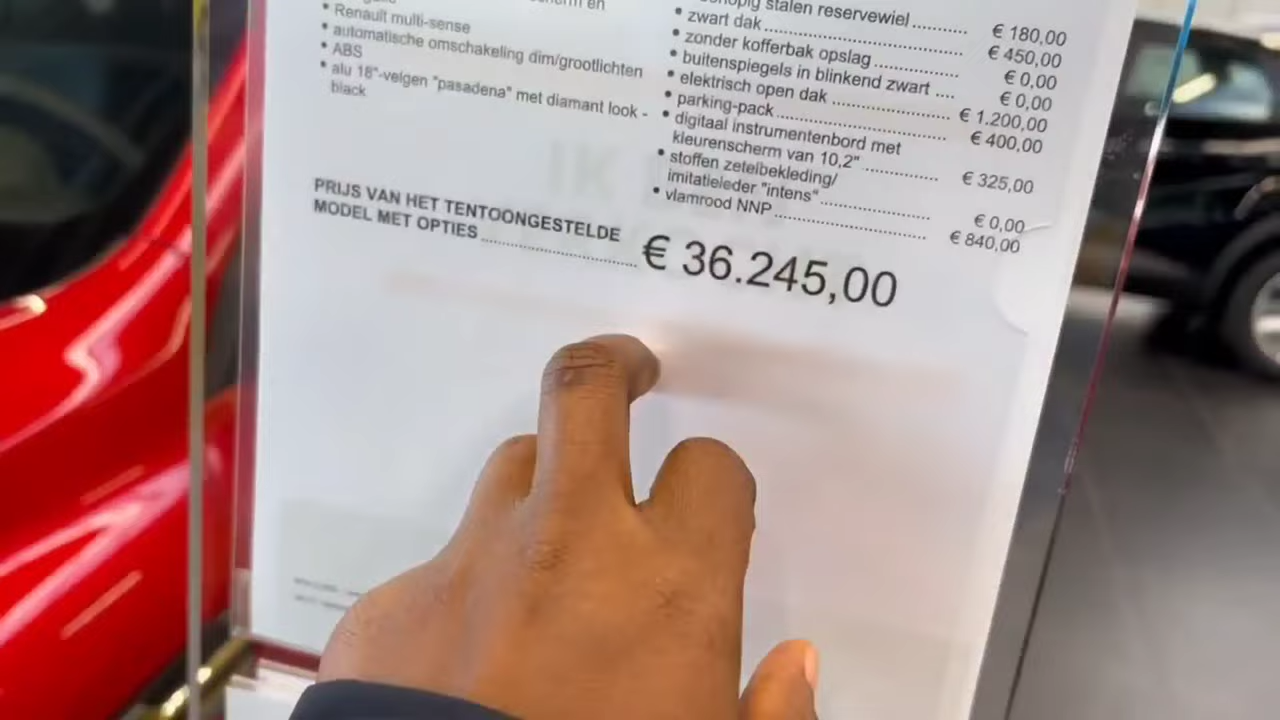 Renault multi-sense
automatische omschakeling dim/grootlichten
ABS
alu 18"-velgen "pasadena" met diamant look -
black
stalen reservewiel .......... € 180,00
zwart dak .......... € 450,00
zonder kofferbak opslag .......... € 0,00
buitenspiegels in blinkend zwart .... € 0,00
elektrisch open dak .......... € 1.200,00
parking-pack .......... € 400,00
digitaal instrumentenbord met
kleurenscherm van 10,2" .......... € 325,00
stoffen zetelbekleding/
imitatieleder "intens" .......... € 0,00
vlamrood NNP .......... € 840,00
PRIJS VAN HET TENTOONGESTELDE
MODEL MET OPTIES .......... € 36.245,00